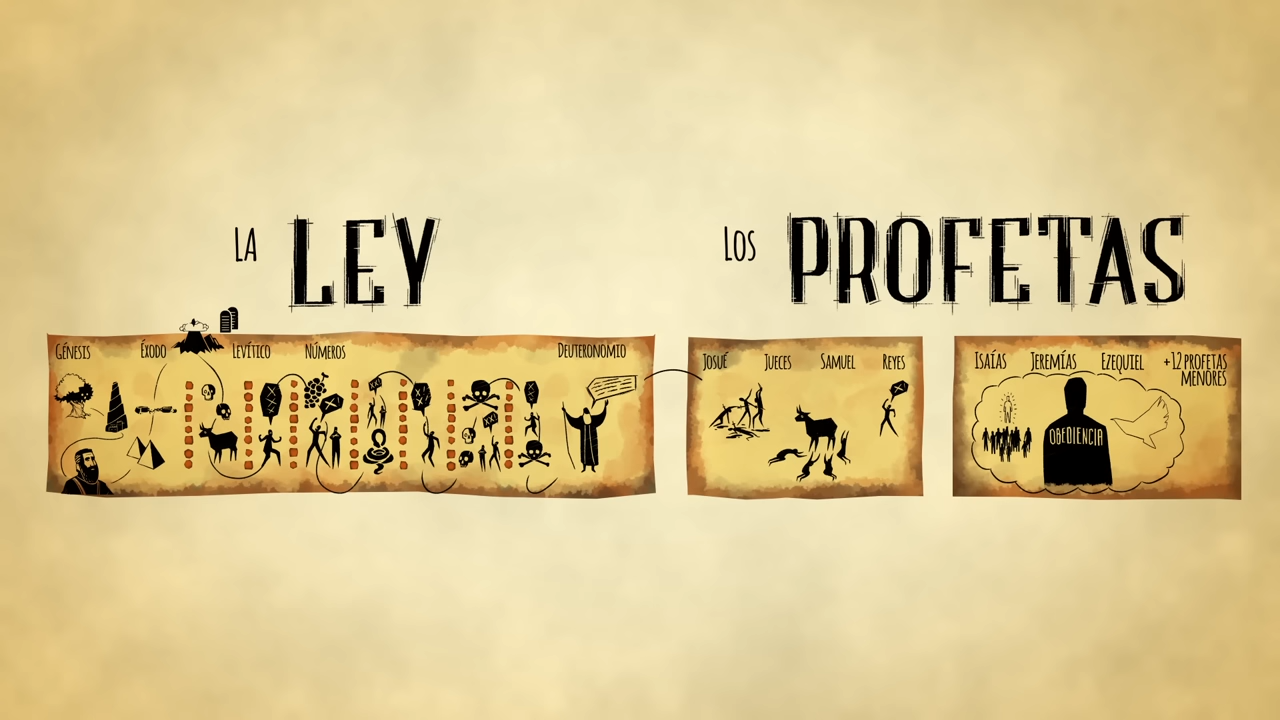 LA LEY
Los PROFETAS
GÉNESIS
ÉXODO
LEVÍTICO
NÚMEROS
DEUTERONOMIO
JOSUÉ
JUECES
SAMUEL
REYES
ISAÍAS
JEREMÍAS
EZEQUIEL
+12 PROFETAS
MENORES
OBEDIENCIA